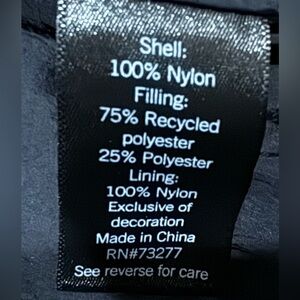 Shell:
100% Nylon
Filling:
75% Recycled
polyester
25% Polyester
Lining:
100% Nylon
Exclusive of
decoration
Made in China
RN#73277
See reverse for care